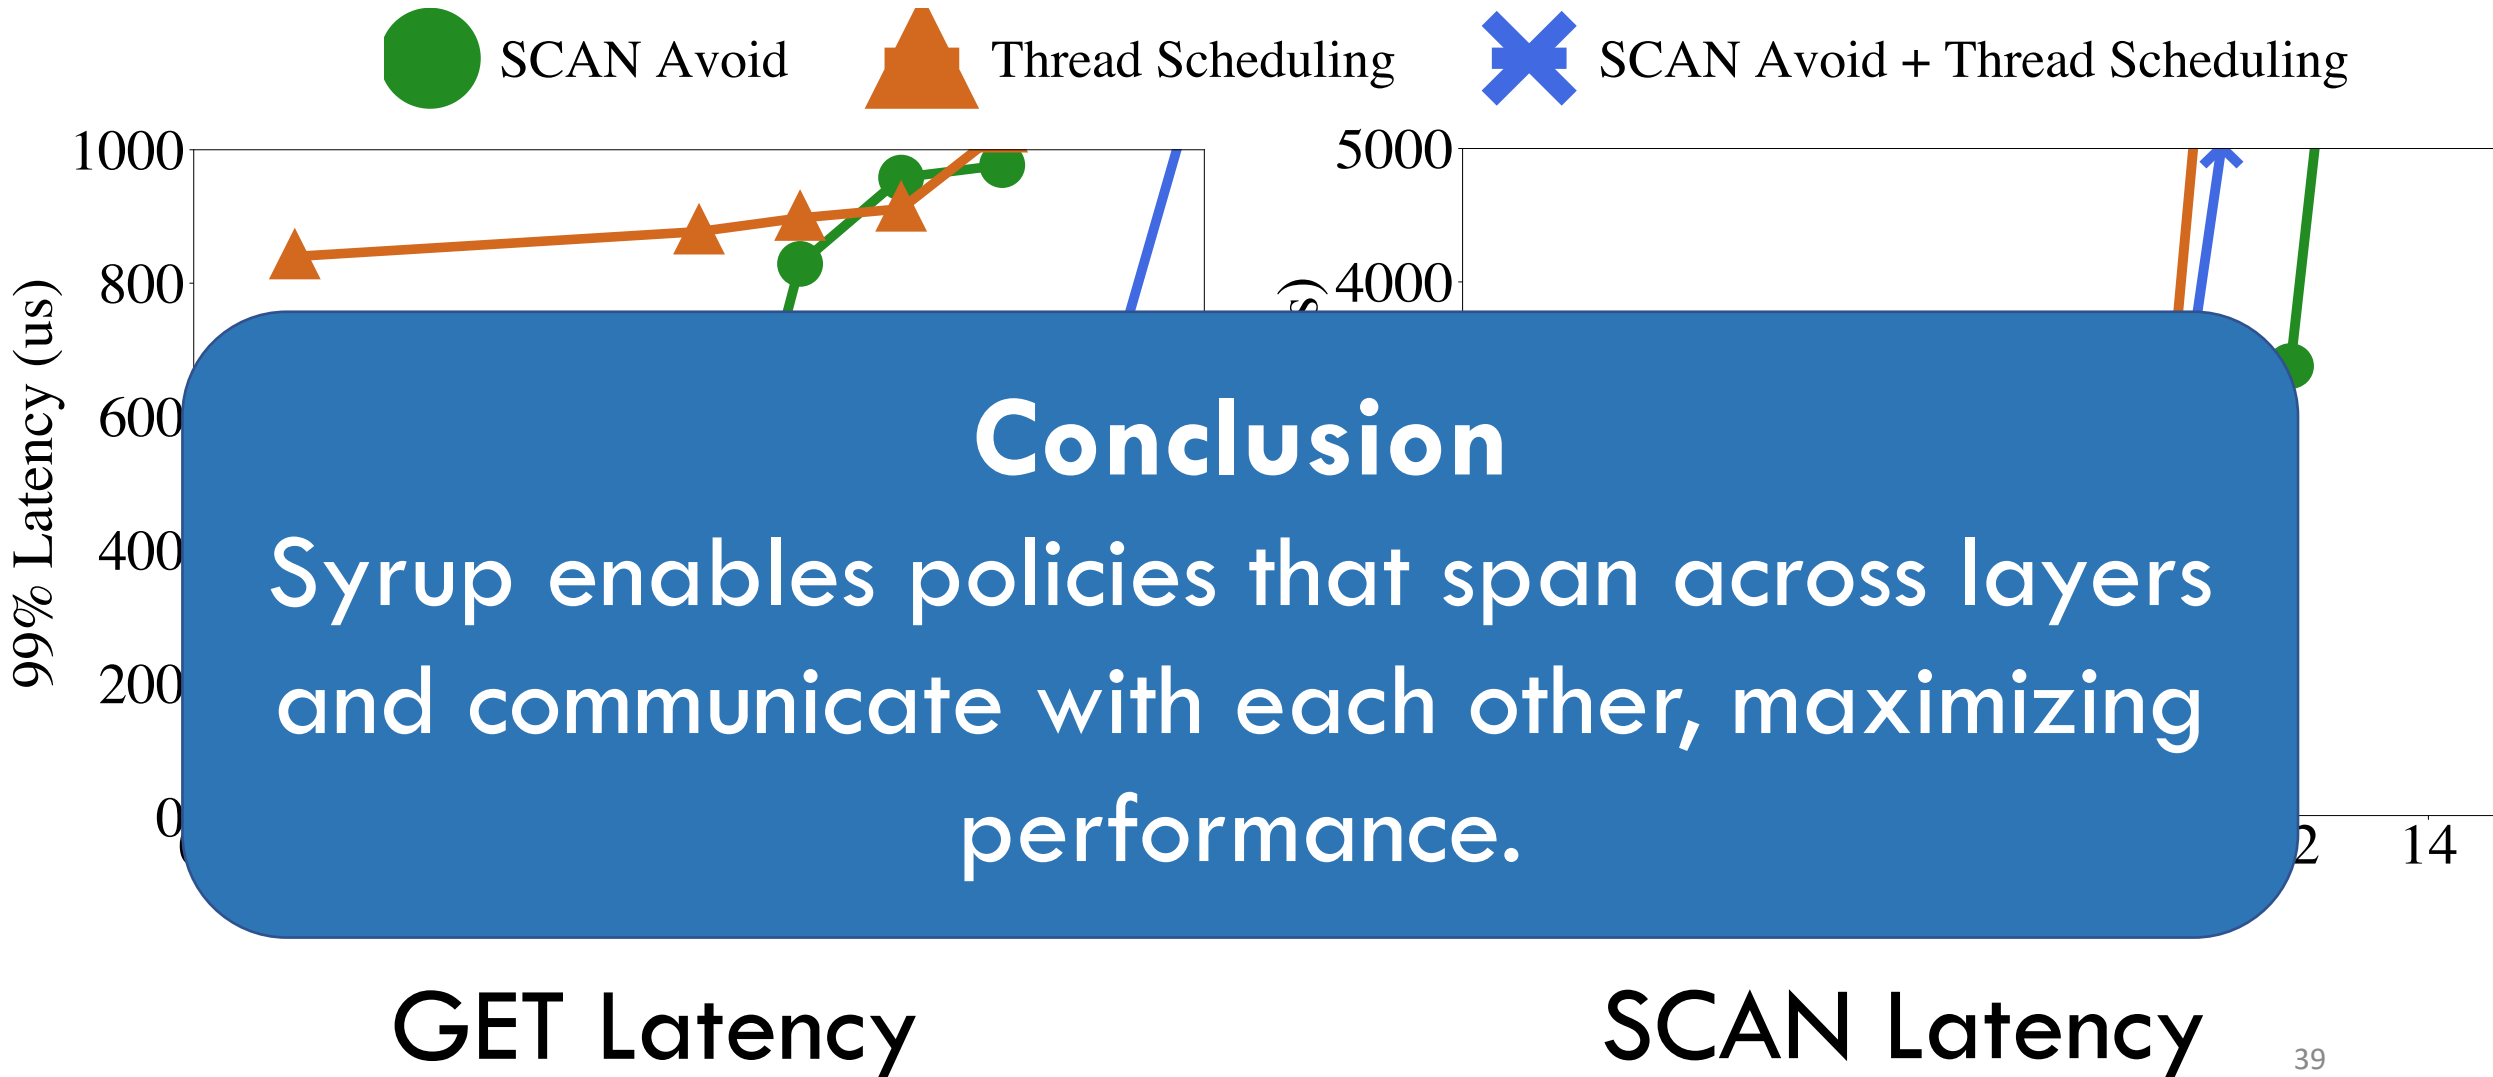 SCAN Avoid Thread Scheduling SCAN Avoid + Thread Scheduling
1000
800
600
400
200
0
99% Latency (us)
5000
4000
14
Conclusion
Syrup enables policies that span across layers
and communicate with each other, maximizing
performance.
GET Latency
SCAN Latency
39